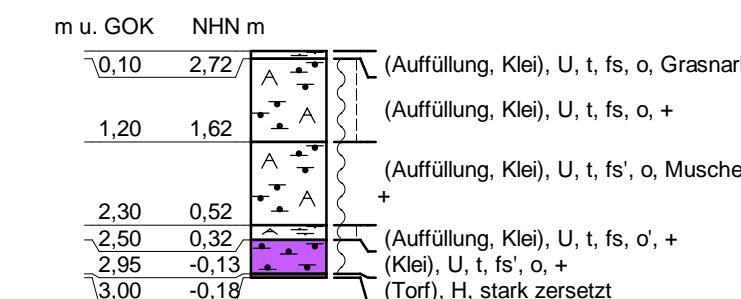 m u. GOK NHN m
0,10 2,72 (Auffüllung, Klei), U, t, fs, o, Grasnar
(Auffüllung, Klei), U, t, fs, o, +
1,20 1,62
(Auffüllung, Klei), U, t, fs', o, Musche
+
2,30 0,52
2,50 0,32 (Auffüllung, Klei), U, t, fs, o', +
2,95 -0,13 (Klei), U, t, fs', o, +
3,00 -0,18 (Torf), H, stark zersetzt